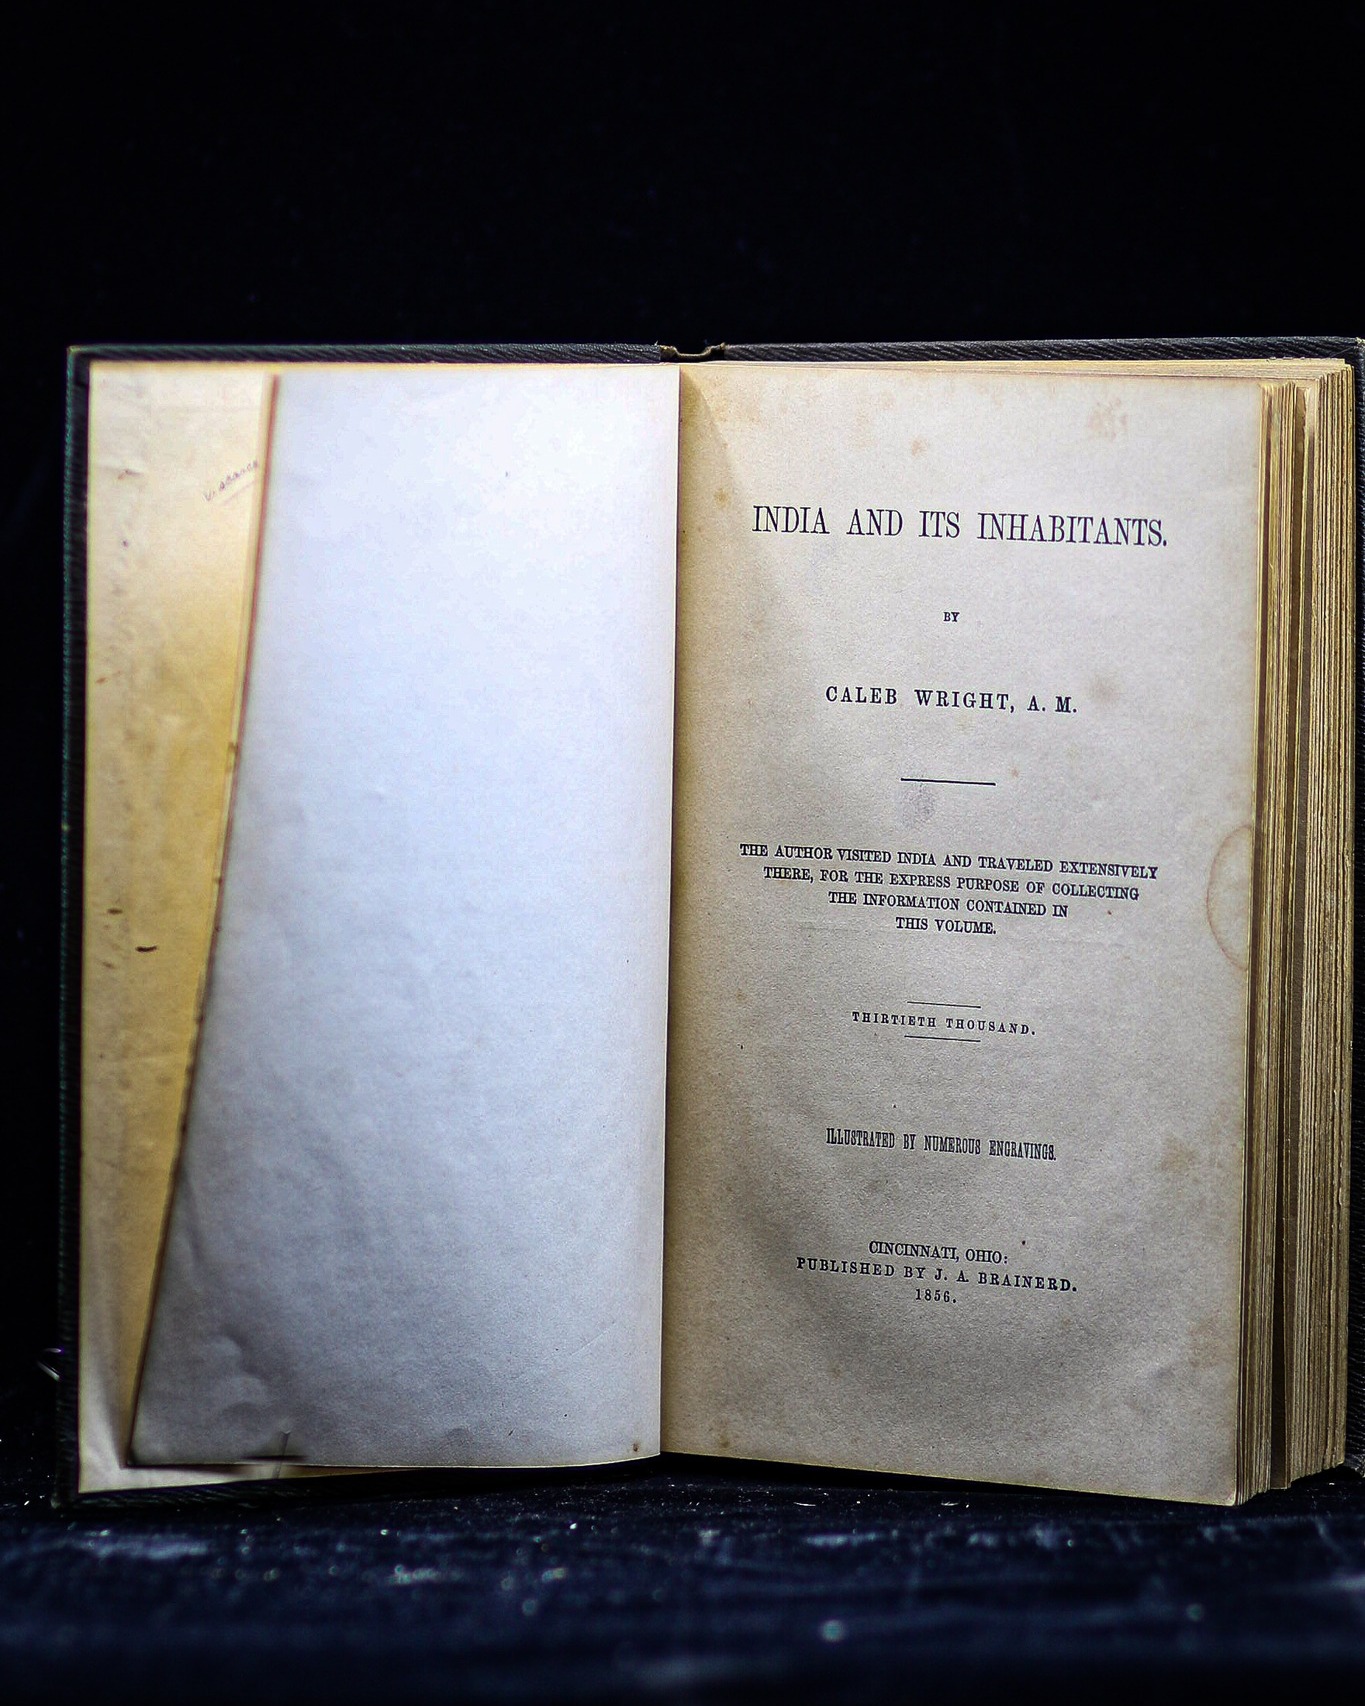 INDIA AND ITS INHABITANTS.
BY
CALEB WRIGHT, A. M.
THE AUTHOR VISITED INDIA AND TRAVELED EXTENSIVELY
THERE, FOR THE EXPRESS PURPOSE OF COLLECTING
THE INFORMATION CONTAINED IN
THIS VOLUME.
THIRTIETH THOUSAND.
ILLUSTRATED BY NUMEROUS ENGRAVINGS.
CINCINNATI, OHIO:
PUBLISHED BY J. A. BRAINERD.
1856.